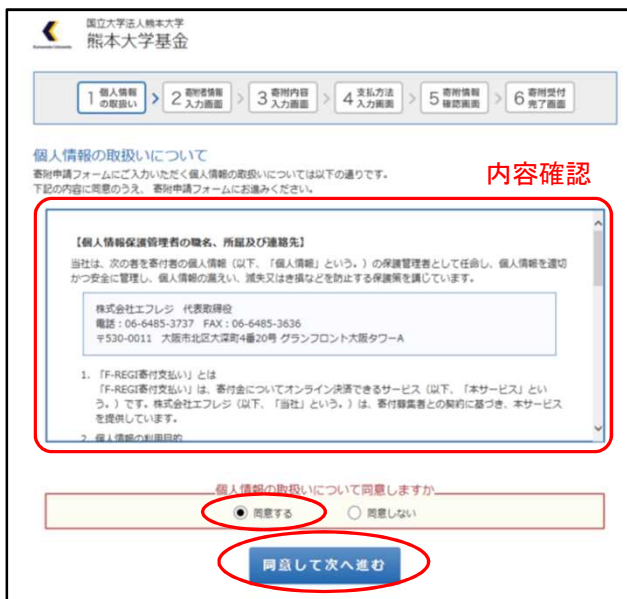 国立大学法人熊本大学
熊本大学基金
1 個人情報の取扱い > 2 寄附者情報入力画面 > 3 寄附内容入力画面 > 4 支払方法入力画面 > 5 寄附情報確認画面 > 6 寄附受付完了画面
個人情報の取扱いについて
寄附申請フォームにご入力いただく個人情報の取扱いについては以下の通りです。
下記の内容に同意のうえ、 寄附申請フォームにお進みください。
内容確認
【個人情報保護管理者の職名、所属及び連絡先】
当社は、次の者を寄付者の個人情報（以下、「個人情報」という。）の保護管理者として任命し、個人情報を適切
かつ安全に管理し、個人情報の漏えい、滅失又はき損などを防止する保護策を講じています。
株式会社エフレジ 代表取締役
電話：06-6485-3737 FAX：06-6485-3636
〒530-0011 大阪市北区大深町4番20号 グランフロント大阪タワーA
1. 「F-REGI寄付支払い」とは
「F-REGI寄付支払い」は、寄付金についてオンライン決済できるサービス（以下、「本サービス」とい
う。）です。株式会社エフレジ（以下、「当社」という。）は、寄付募集者との契約に基づき、本サービス
を提供しています。
2. 個人情報の利用目的
個人情報の取扱いについて同意しますか
同意する 同意しない
同意して次へ進む